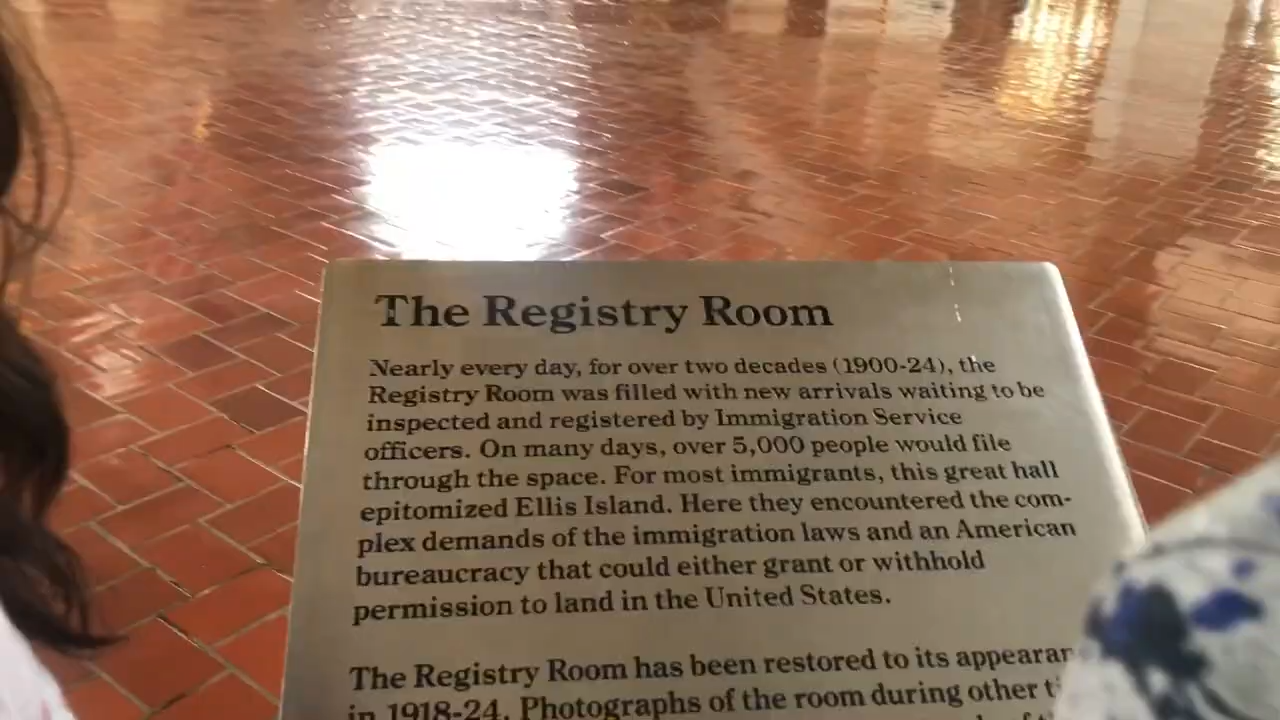 The Registry Room
Nearly every day, for over two decades (1900-24), the
Registry Room was filled with new arrivals waiting to be
inspected and registered by Immigration Service
officers. On many days, over 5,000 people would file
through the space. For most immigrants, this great hall
epitomized Ellis Island. Here they encountered the com-
plex demands of the immigration laws and an American
bureaucracy that could either grant or withhold
permission to land in the United States.
The Registry Room has been restored to its
in 1918-24. Photographs of the room during other